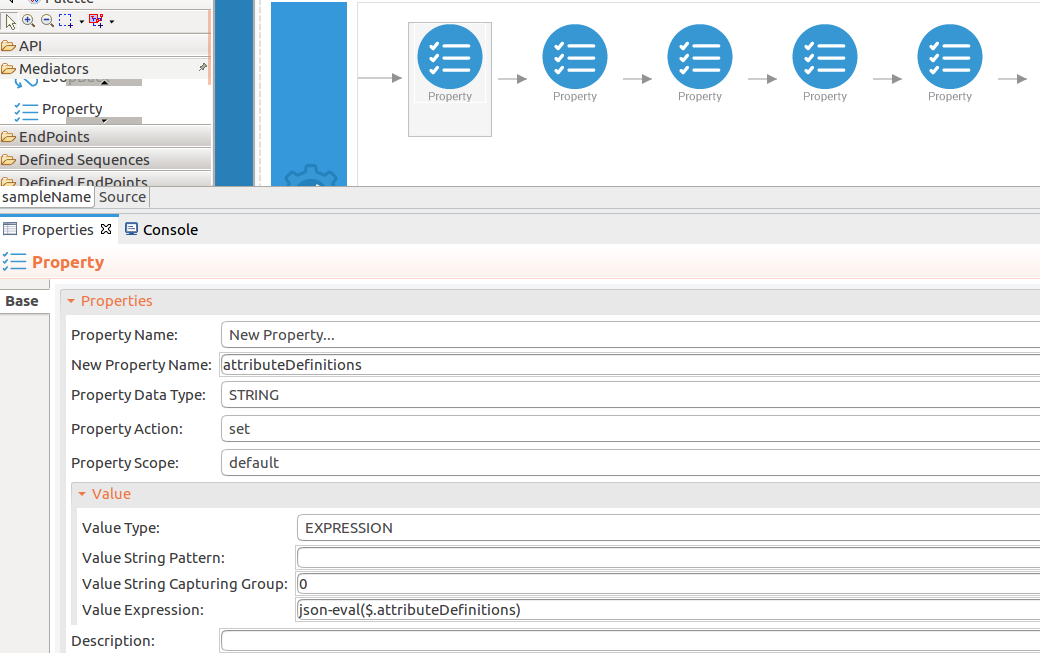 Palette
API
Mediators
Property
EndPoints
Defined Sequences
Defined EndPoints
Property Property Property Property Property
sampleName Source
Properties Console
Property
Base
Properties
Property Name: New Property...
New Property Name: attributeDefinitions
Property Data Type: STRING
Property Action: set
Property Scope: default
Value
Value Type: EXPRESSION
Value String Pattern:
Value String Capturing Group: 0
Value Expression: json-eval($.attributeDefinitions)
Description: